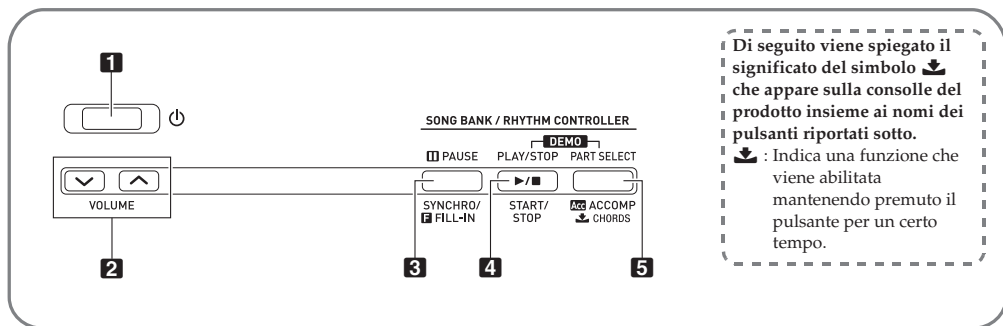 1
2
VOLUME
SONG BANK / RHYTHM CONTROLLER
DEMO
PAUSE PLAY/STOP PART SELECT
SYNCHRO/ START/ Acc ACCOMP
F FILL-IN STOP CHORDS
3 4 5
Di seguito viene spiegato il
significato del simbolo
che appare sulla consolle del
prodotto insieme ai nomi dei
pulsanti riportati sotto.
: Indica una funzione che
viene abilitata
mantenendo premuto il
pulsante per un certo
tempo.